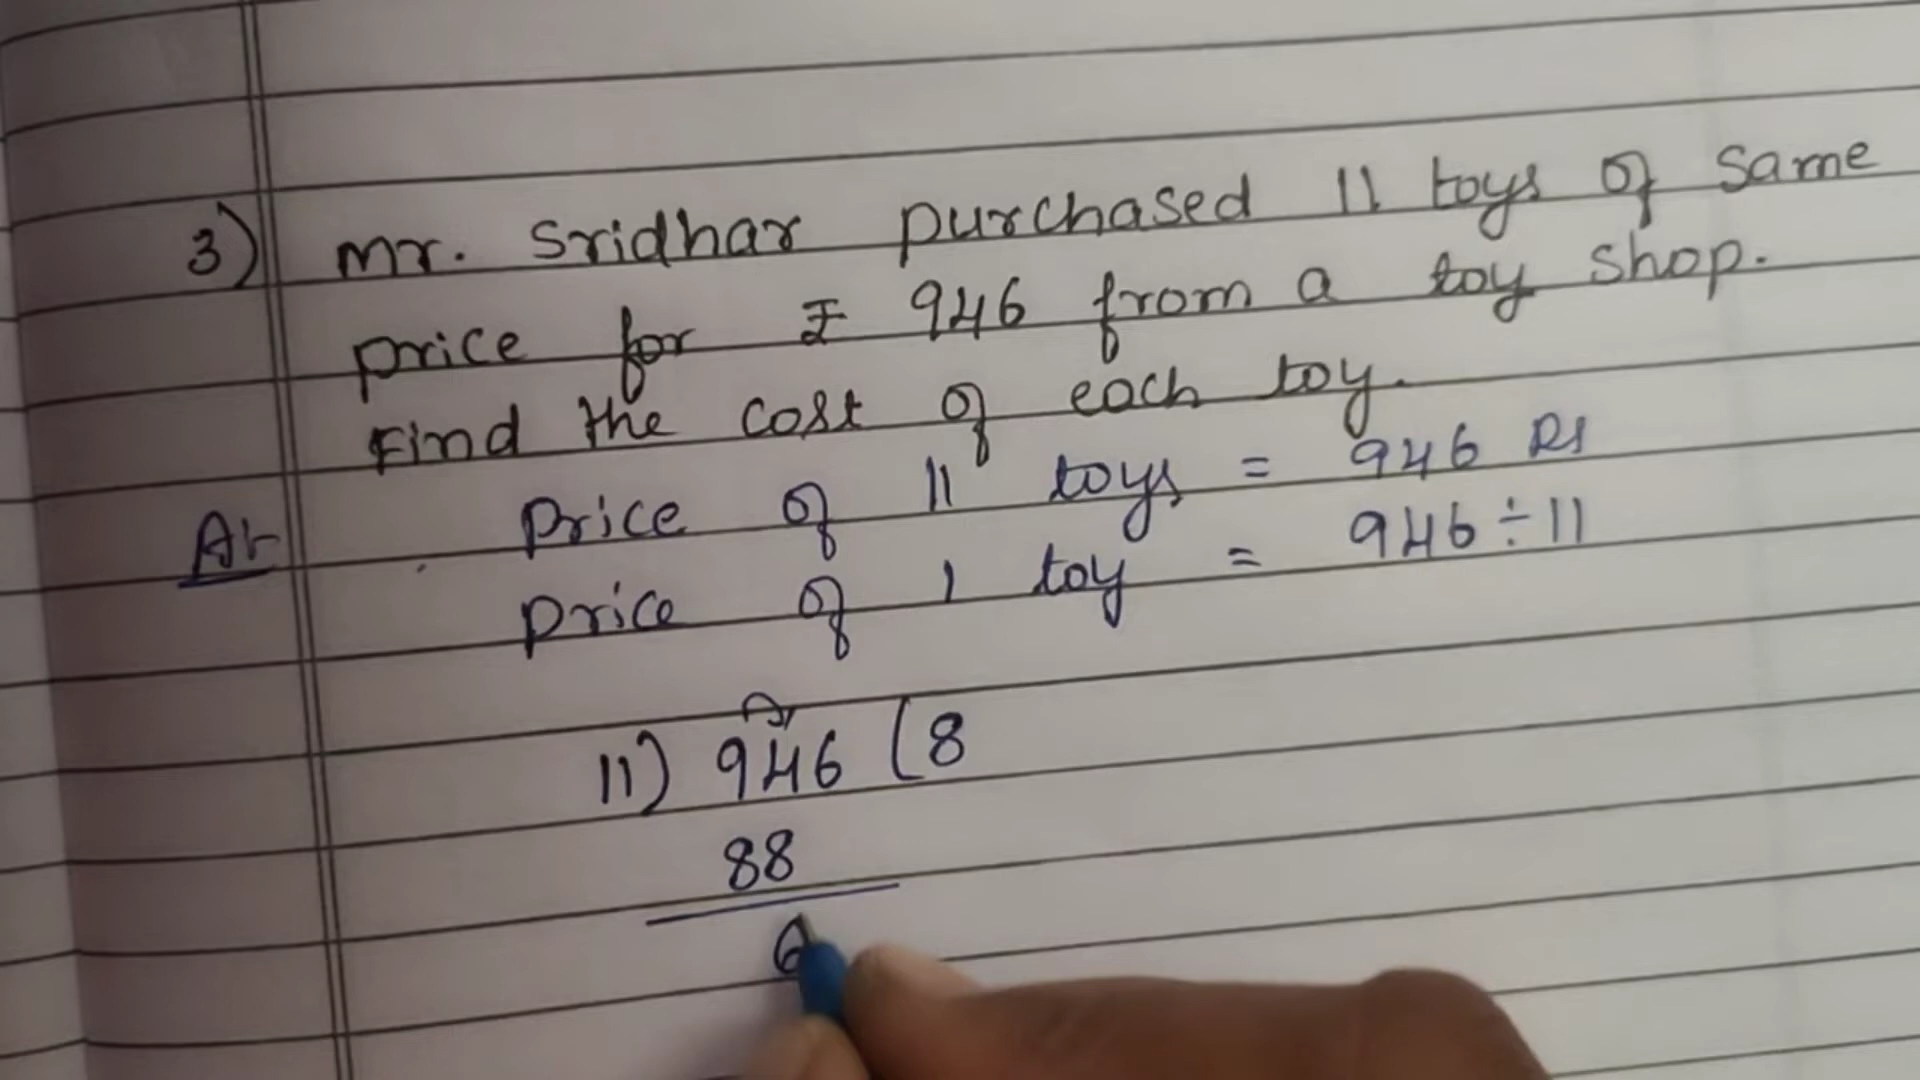 3) Mr. Sridhar purchased 11 toys of same
price for ₹ 946 from a toy shop.
Find the cost of each toy.
Price of 11 toys = 946 Rs
Price of 1 toy = 946÷11
11) 946 (8
88
6